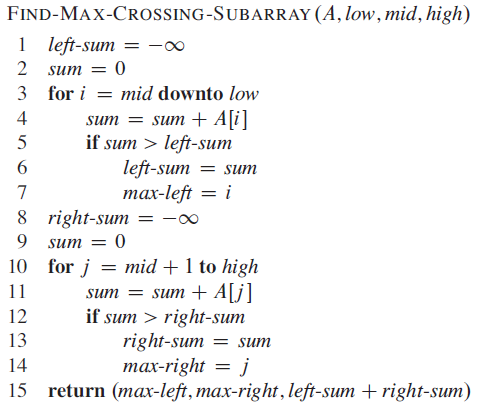 FIND-MAX-CROSSING-SUBARRAY (A, low, mid, high)
1 left-sum = −∞
2 sum = 0
3 for i = mid downto low
4 sum = sum + A[i]
5 if sum > left-sum
6 left-sum = sum
7 max-left = i
8 right-sum = −∞
9 sum = 0
10 for j = mid + 1 to high
11 sum = sum + A[j]
12 if sum > right-sum
13 right-sum = sum
14 max-right = j
15 return (max-left, max-right, left-sum + right-sum)